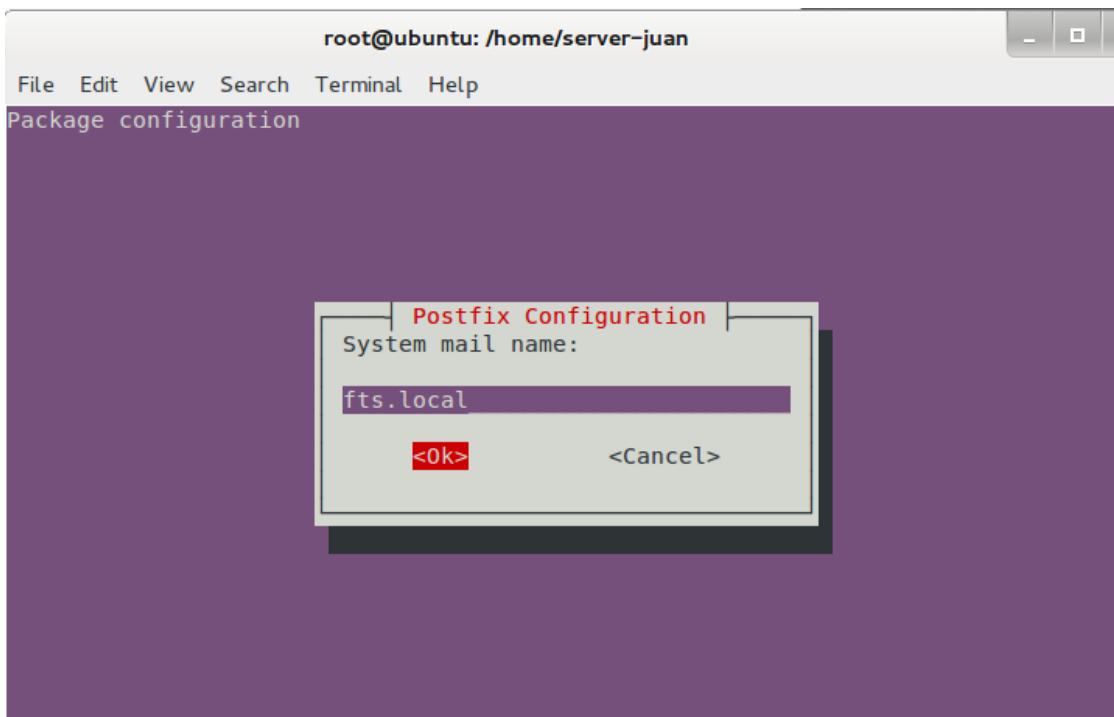 root@ubuntu: /home/server-juan
File Edit View Search Terminal Help
Package configuration
Postfix Configuration
System mail name:
fts.local
<Ok> <Cancel>